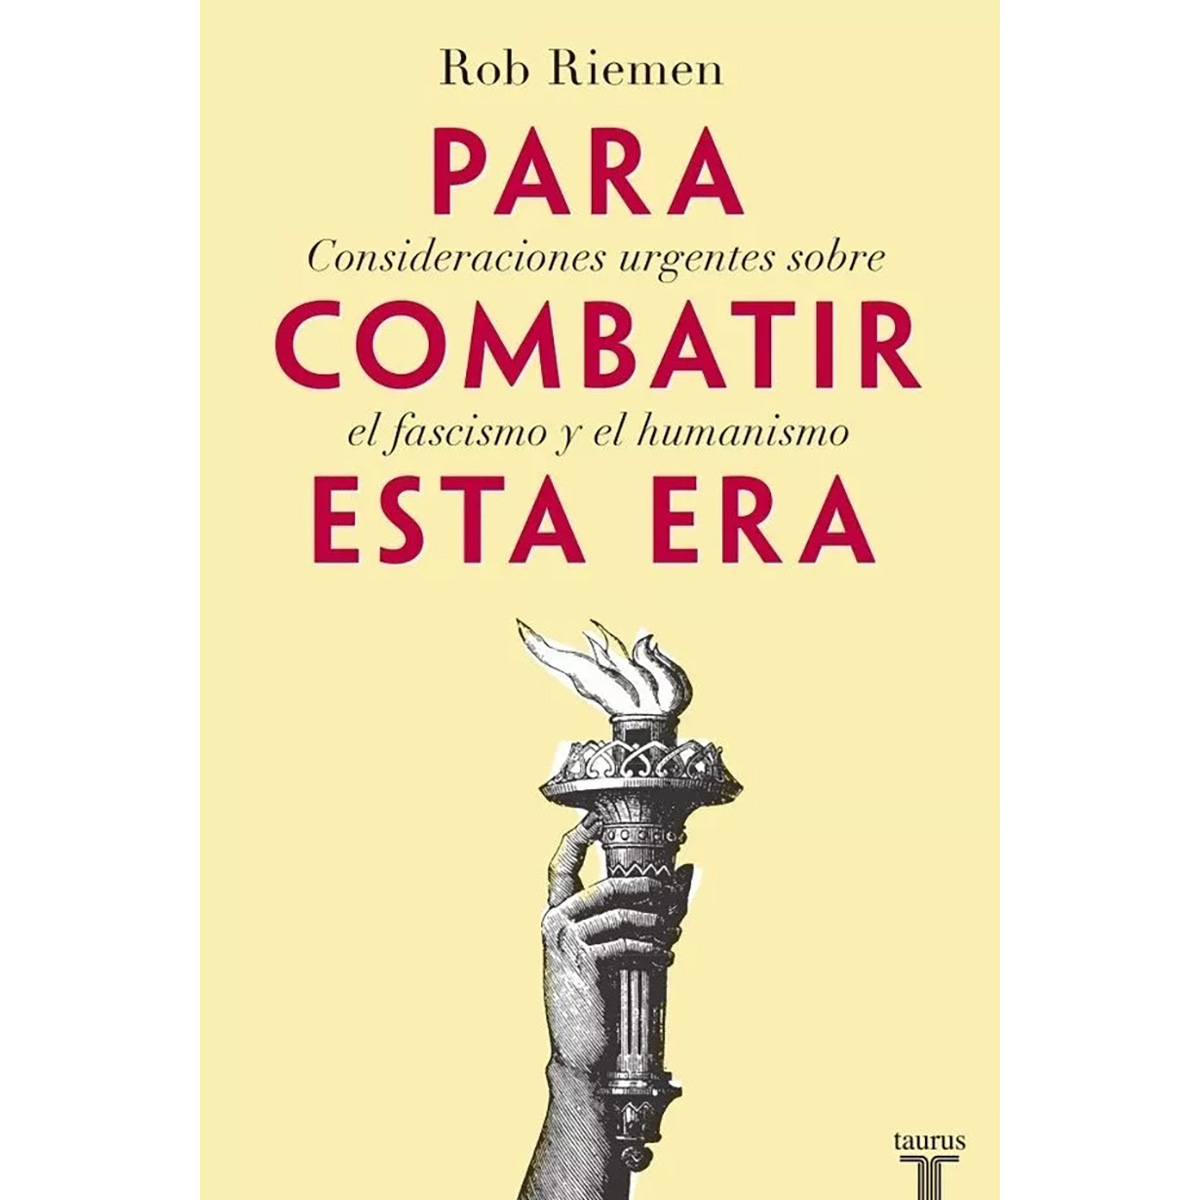 Rob Riemen
PARA
Consideraciones urgentes sobre
COMBATIR
el fascismo y el humanismo
ESTA ERA
taurus
T